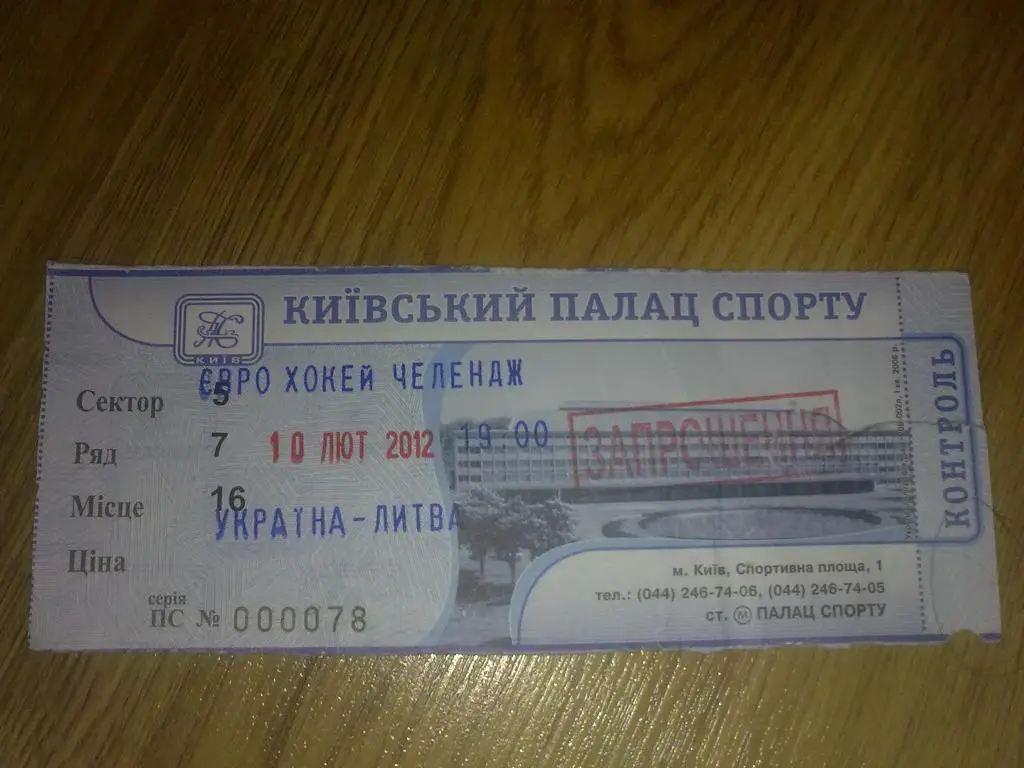 КИЇВСЬКИЙ ПАЛАЦ СПОРТУ
КИЇВ
ЄВРО ХОКЕЙ ЧЕЛЕНДЖ
Сектор 5
Ряд 7 10 ЛЮТ 2012 19:00
ЗАПРОШЕННЯ
Місце 16
УКРАЇНА-ЛИТВА
Ціна
серія
ПС № 000078
м. Київ, Спортивна площа, 1
тел.: (044) 246-74-06, (044) 246-74-05
ст. М ПАЛАЦ СПОРТУ
КОНТРОЛЬ